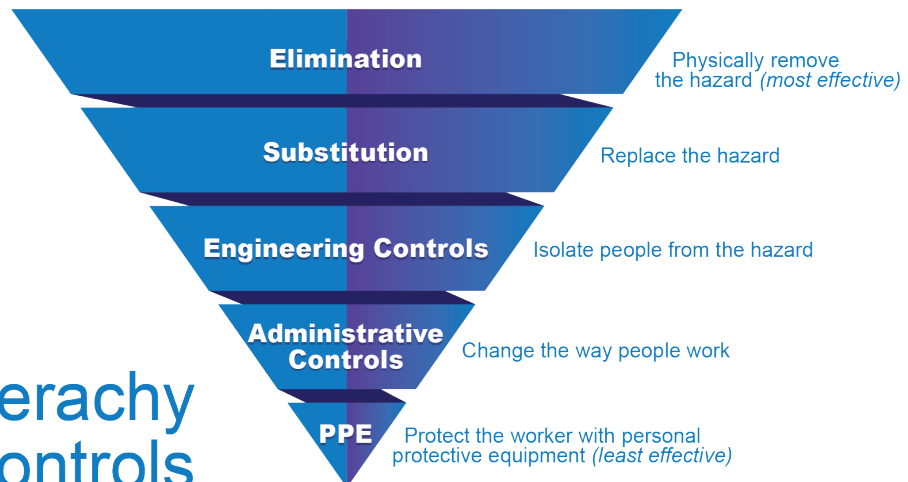 Elimination
Physically remove
the hazard (most effective)
Substitution
Replace the hazard
Engineering Controls
Isolate people from the hazard
Administrative
Controls
Change the way people work
PPE
Protect the worker with personal
protective equipment (least effective)
erachy
ontrols